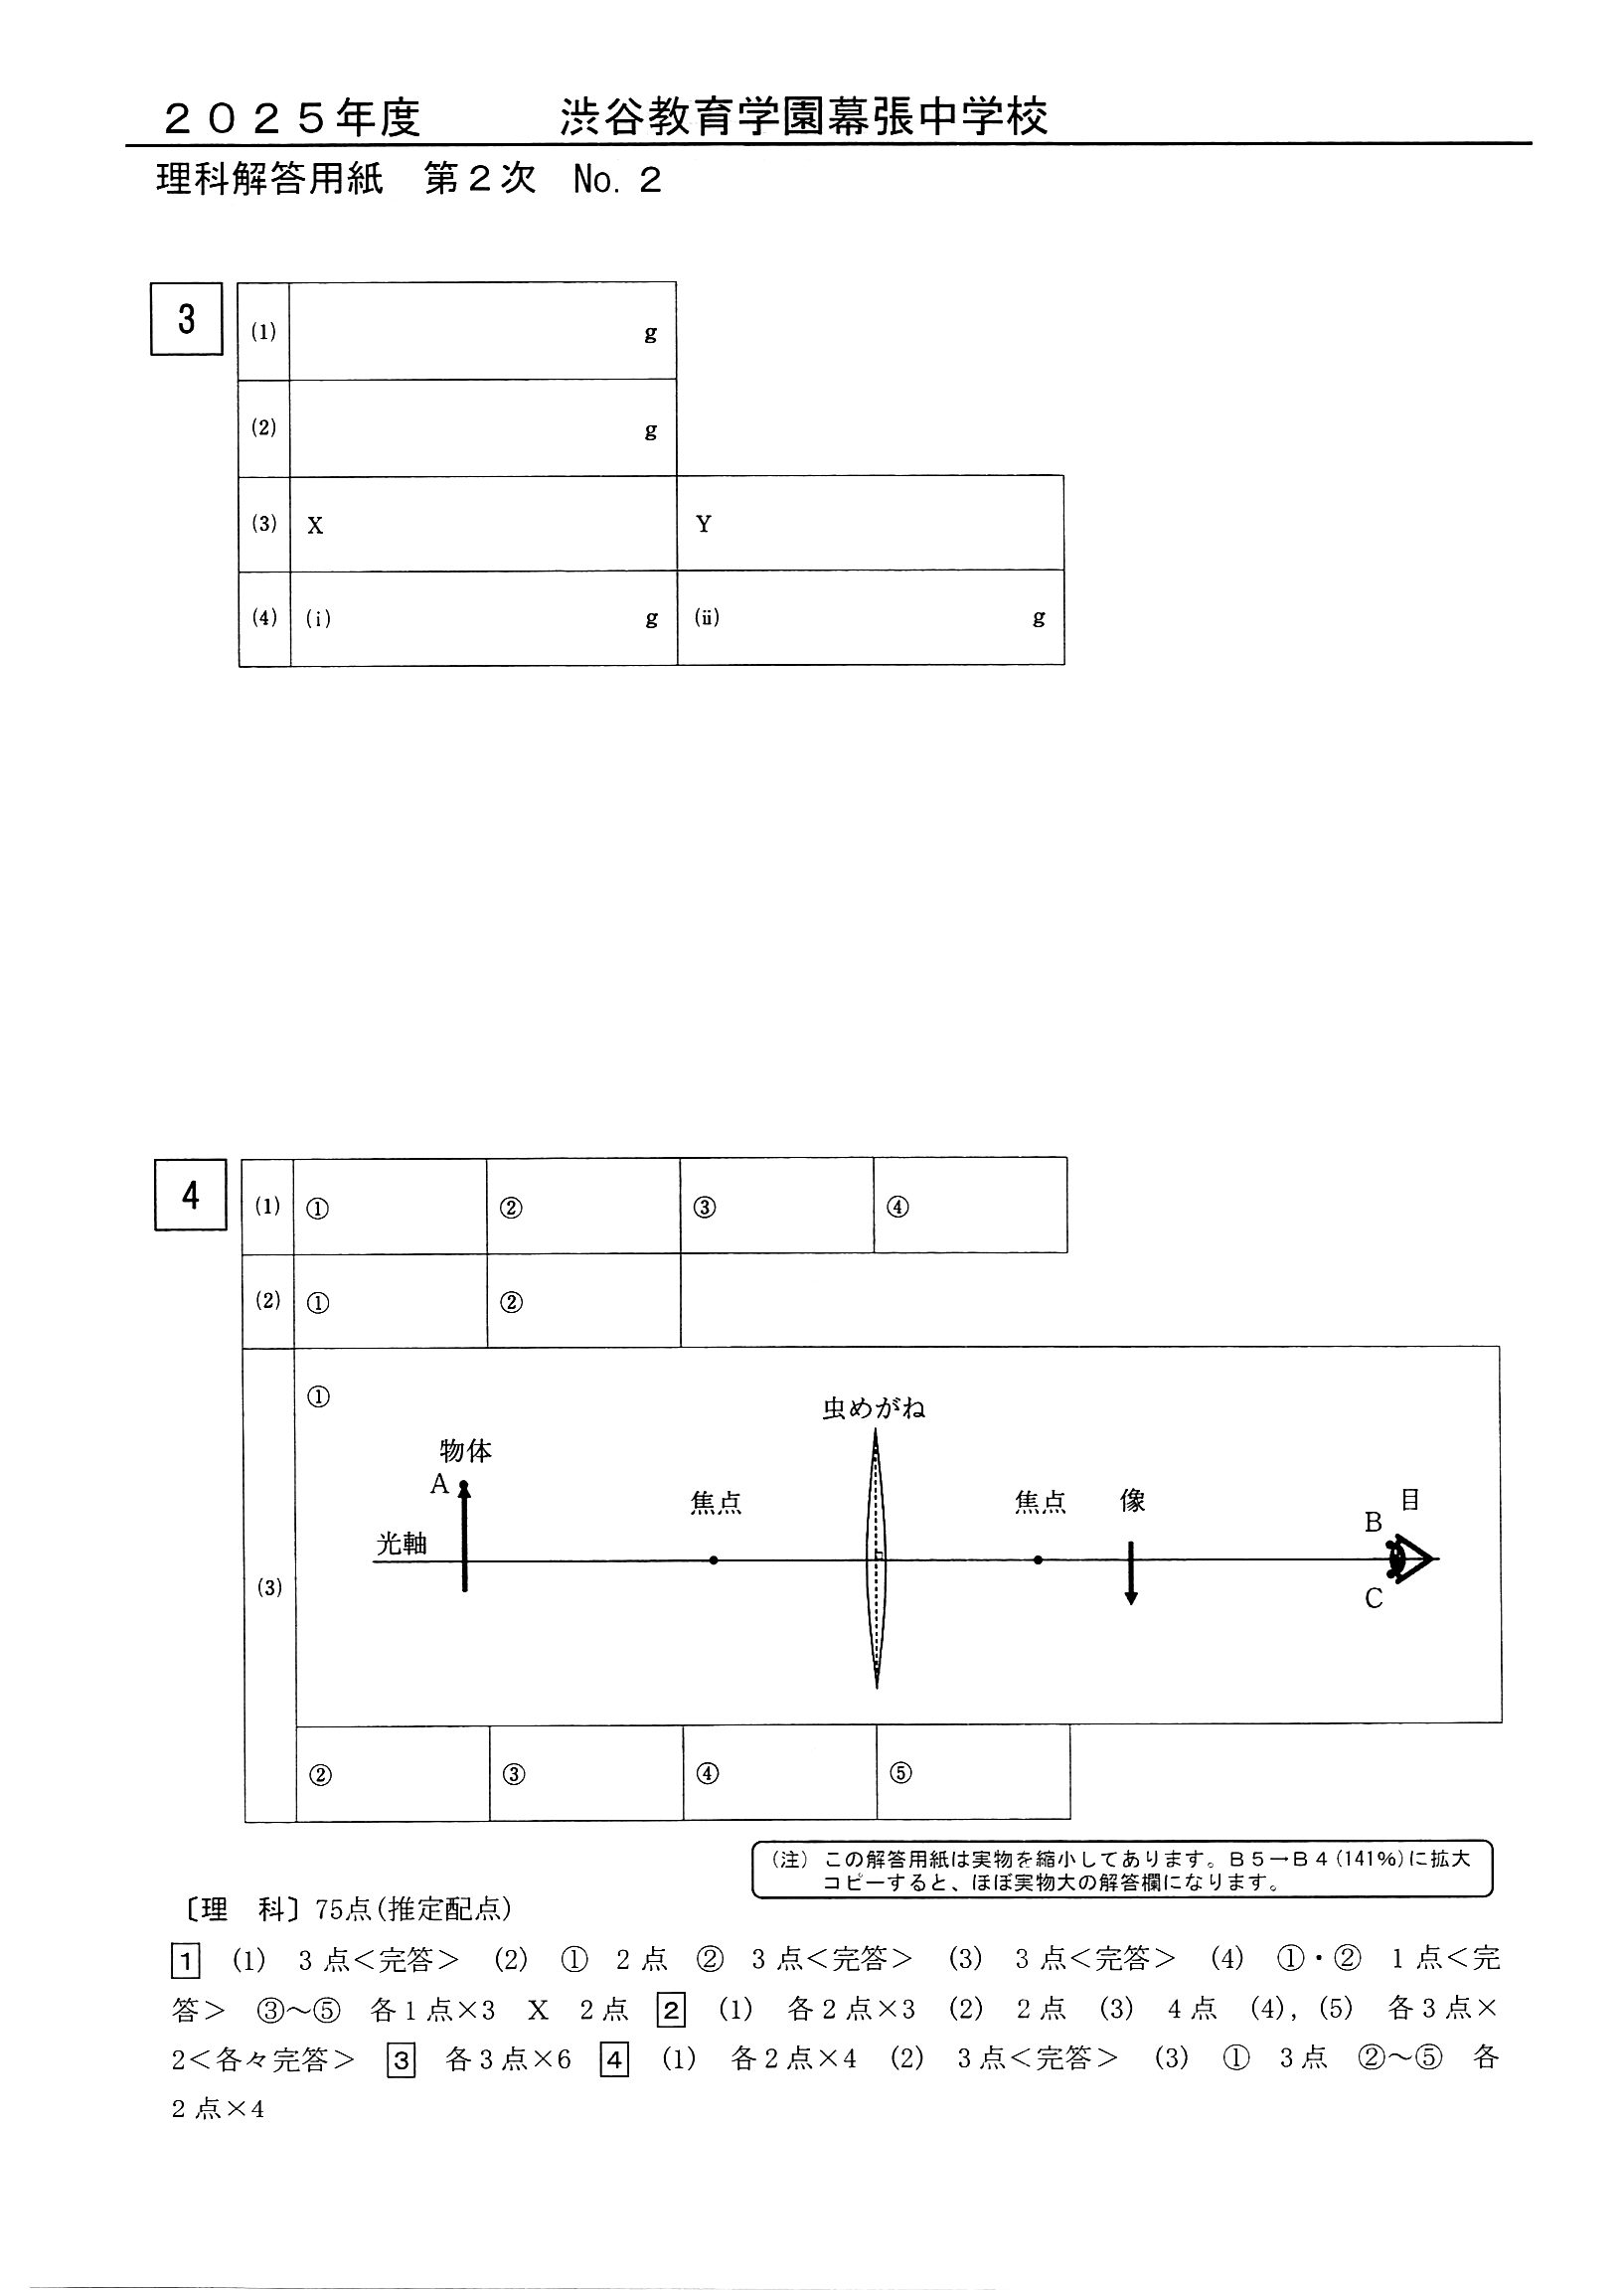 2025年度 渋谷教育学園幕張中学校
理科解答用紙 第2次 No.2
3
(1) g
(2) g
(3) X Y
(4) (i) g (ii) g
4
(1) ① ② ③ ④
(2) ① ②
(3) ①
虫めがね
物体
A
焦点 焦点 像 目
光軸
B
C
② ③ ④ ⑤
(注) この解答用紙は実物を縮小してあります。B5→B4(141%)に拡大
コピーすると、ほぼ実物大の解答欄になります。
〔理 科〕75点(推定配点)
1 (1) 3点<完答> (2) ① 2点 ② 3点<完答> (3) 3点<完答> (4) ①・② 1点<完
答> ③~⑤ 各1点×3 X 2点 2 (1) 各2点×3 (2) 2点 (3) 4点 (4), (5) 各3点×
2<各々完答> 3 各3点×6 4 (1) 各2点×4 (2) 3点<完答> (3) ① 3点 ②~⑤ 各
2点×4